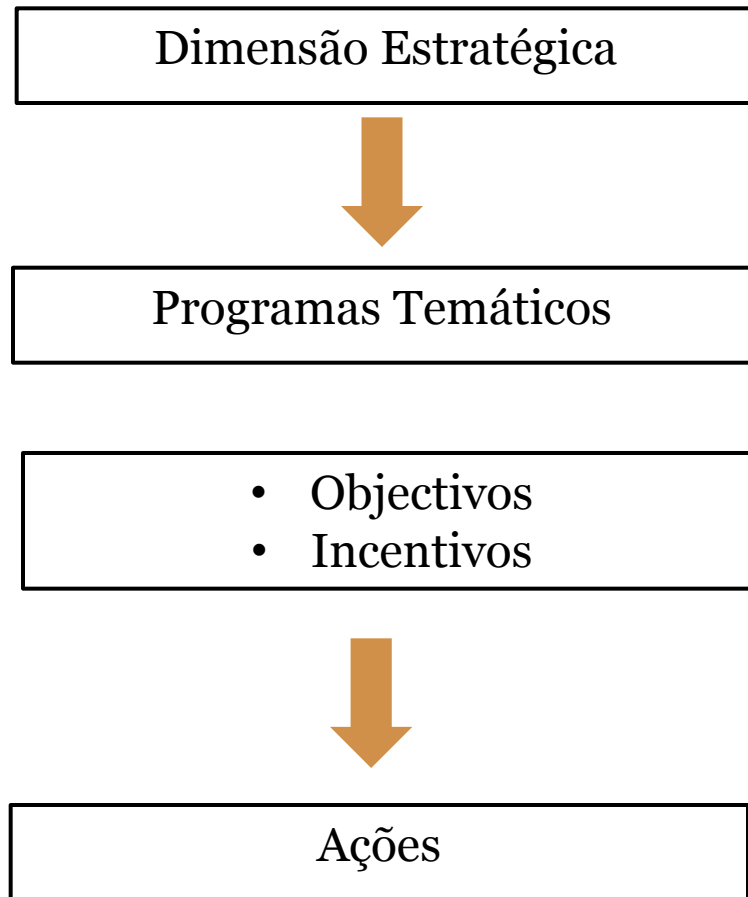 Dimensão Estratégica
Programas Temáticos
• Objectivos
• Incentivos
Ações